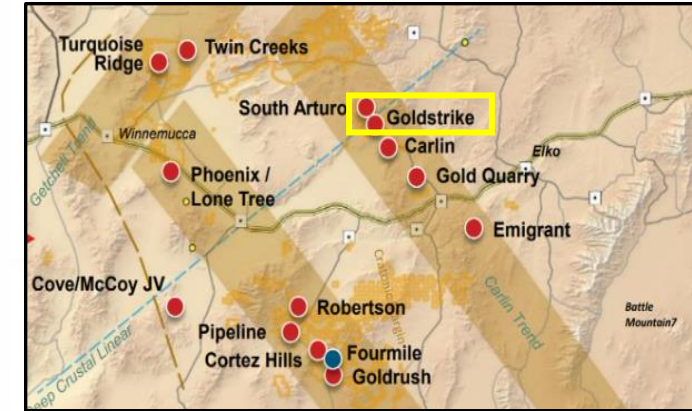 Turquoise
Ridge
Twin Creeks
South Arturo
Goldstrike
Carlin
Elko
Winnemucca
Getchell Trend
Phoenix /
Lone Tree
Gold Quarry
Emigrant
Cove/McCoy JV
Robertson
Carlin Trend
Battle
Mountain7
Pipeline
Cortez Hills
Fourmile
Goldrush
Deep Crustal Linear